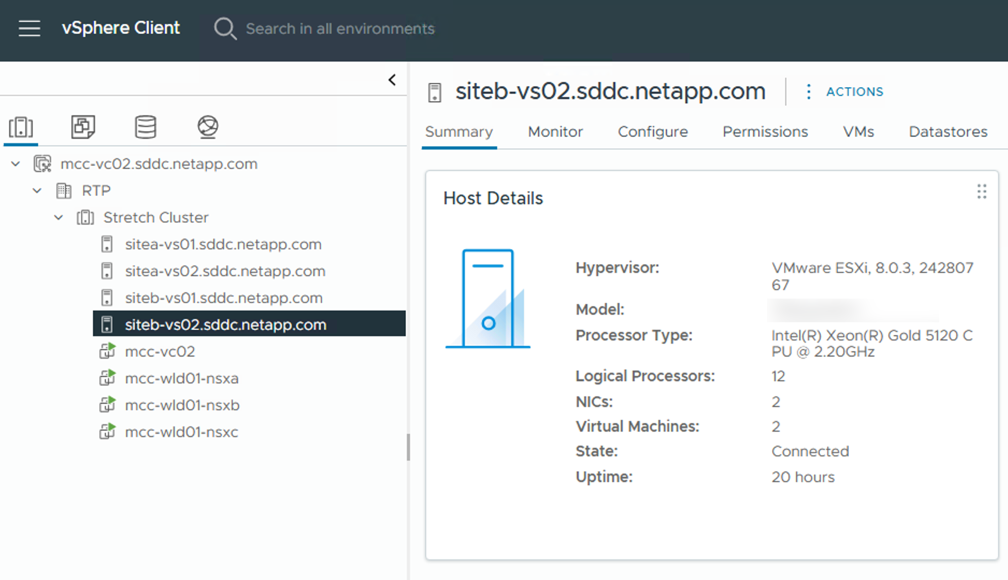 vSphere Client
Search in all environments
mcc-vc02.sddc.netapp.com
RTP
Stretch Cluster
sitea-vs01.sddc.netapp.com
sitea-vs02.sddc.netapp.com
siteb-vs01.sddc.netapp.com
siteb-vs02.sddc.netapp.com
mcc-vc02
mcc-wld01-nsxa
mcc-wld01-nsxb
mcc-wld01-nsxc
siteb-vs02.sddc.netapp.com
ACTIONS
Summary Monitor Configure Permissions VMs Datastores
Host Details
Hypervisor: VMware ESXi, 8.0.3, 242807
67
Model:
Processor Type: Intel(R) Xeon(R) Gold 5120 C
PU @ 2.20GHz
Logical Processors: 12
NICs: 2
Virtual Machines: 2
State: Connected
Uptime: 20 hours